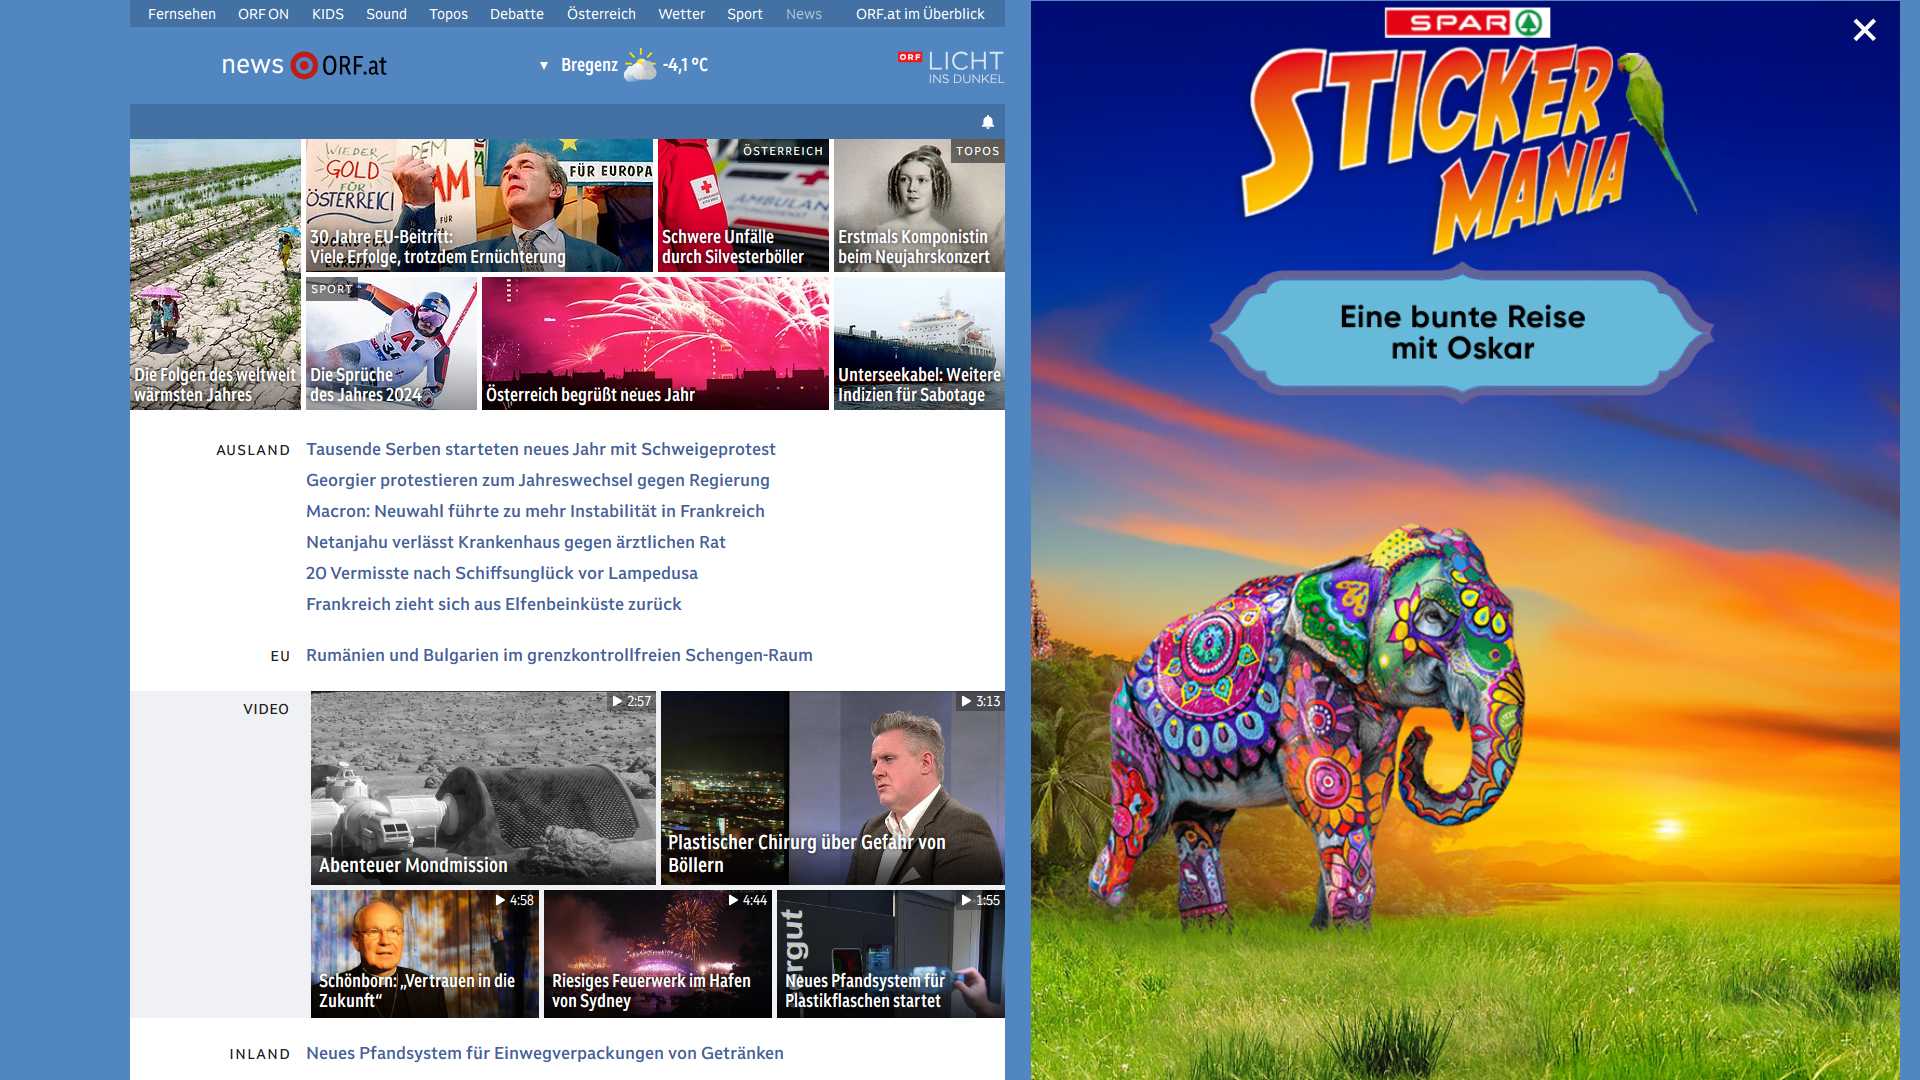 Fernsehen ORF ON KIDS Sound Topos Debatte Österreich Wetter Sport News ORF.at im Überblick
news ORF.at
▼ Bregenz -4,1 °C
ORF LICHT
INS DUNKEL
Die Folgen des weltweit
wärmsten Jahres
WIEDER
GOLD
FÜR
ÖSTERREICH
FÜR EUROPA
30 Jahre EU-Beitritt:
Viele Erfolge, trotzdem Ernüchterung
ÖSTERREICH
Schwere Unfälle
durch Silvesterböller
TOPOS
Erstmals Komponistin
beim Neujahrskonzert
SPORT
Die Sprüche
des Jahres 2024
Österreich begrüßt neues Jahr
Unterseekabel: Weitere
Indizien für Sabotage
AUSLAND
Tausende Serben starteten neues Jahr mit Schweigeprotest
Georgier protestieren zum Jahreswechsel gegen Regierung
Macron: Neuwahl führte zu mehr Instabilität in Frankreich
Netanjahu verlässt Krankenhaus gegen ärztlichen Rat
20 Vermisste nach Schiffsunglück vor Lampedusa
Frankreich zieht sich aus Elfenbeinküste zurück
EU
Rumänien und Bulgarien im grenzkontrollfreien Schengen-Raum
VIDEO
2:57
Abenteuer Mondmission
3:13
Plastischer Chirurg über Gefahr von
Böllern
4:58
Schönborn: „Vertrauen in die
Zukunft“
4:44
Riesiges Feuerwerk im Hafen
von Sydney
1:55
Neues Pfandsystem für
Plastikflaschen startet
INLAND
Neues Pfandsystem für Einwegverpackungen von Getränken
SPAR
STICKER
MANIA
Eine bunte Reise
mit Oskar